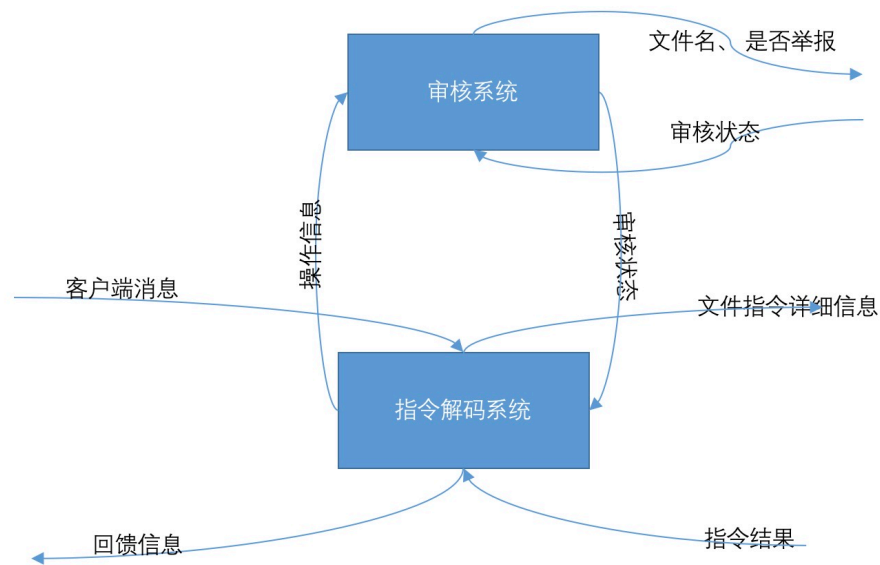 文件名、是否举报
审核系统
审核状态
操作信息
审核状态
客户端消息
文件指令详细信息
指令解码系统
回馈信息
指令结果